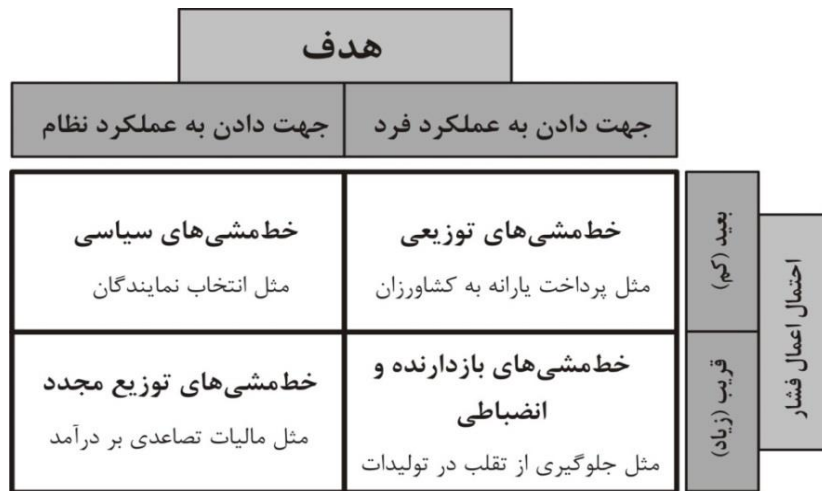 هدف
جهت دادن به عملکرد فرد
جهت دادن به عملکرد نظام
احتمال اعمال فشار
بعید (کم)
خط‌مشی‌های توزیعی
مثل پرداخت یارانه به کشاورزان
خط‌مشی‌های سیاسی
مثل انتخاب نمایندگان
قریب (زیاد)
خط‌مشی‌های بازدارنده و
انضباطی
مثل جلوگیری از تقلب در تولیدات
خط‌مشی‌های توزیع مجدد
مثل مالیات تصاعدی بر درآمد